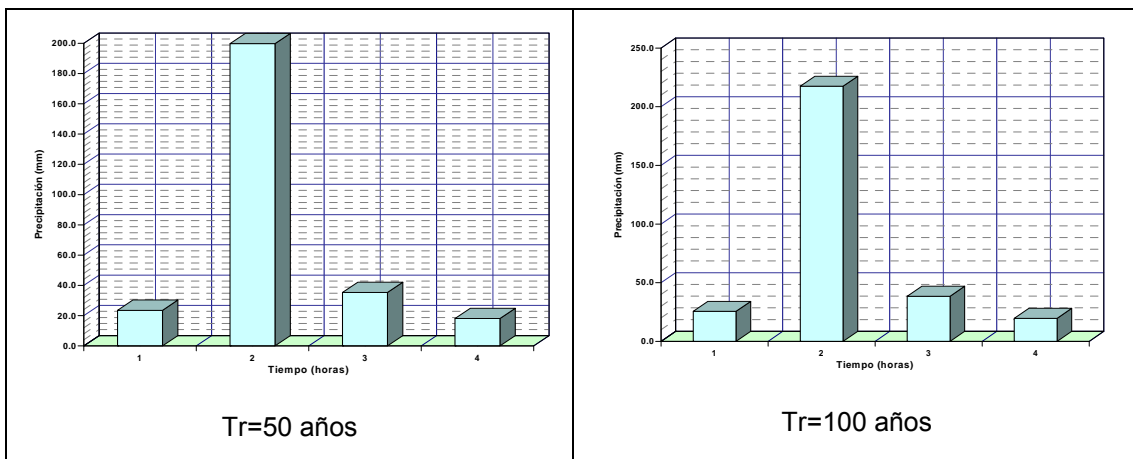 200.0
180.0
160.0
140.0
120.0
100.0
80.0
60.0
40.0
20.0
0.0
Precipitación (mm)
1 2 3 4
Tiempo (horas)
Tr=50 años
250.0
200.0
150.0
100.0
50.0
0.0
Precipitación (mm)
1 2 3 4
Tiempo (horas)
Tr=100 años